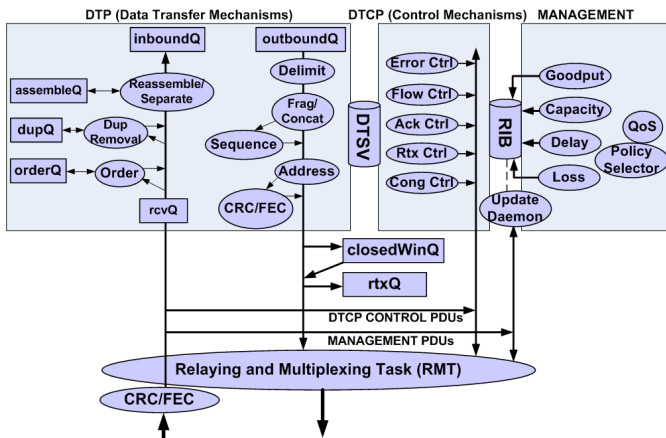 DTP (Data Transfer Mechanisms)
DTCP (Control Mechanisms)
MANAGEMENT
inboundQ
outboundQ
assembleQ
Reassemble/
Separate
dupQ
Dup
Removal
orderQ
Order
rcvQ
Delimit
Frag/
Concat
Sequence
Address
CRC/FEC
DTSV
Error Ctrl
Flow Ctrl
Ack Ctrl
Rtx Ctrl
Cong Ctrl
RIB
Goodput
Capacity
Delay
Loss
QoS
Policy
Selector
Update
Daemon
closedWinQ
rtxQ
DTCP CONTROL PDUs
MANAGEMENT PDUs
Relaying and Multiplexing Task (RMT)
CRC/FEC